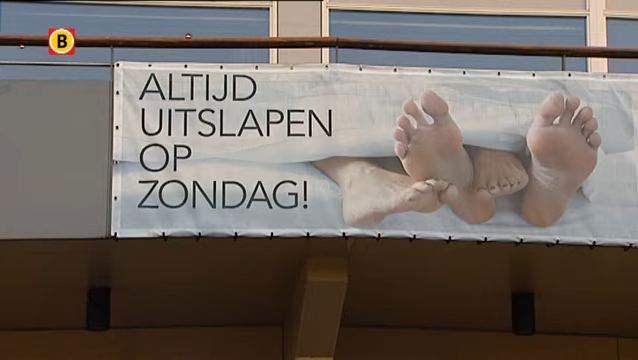 B
ALTIJD
UITSLAPEN
OP
ZONDAG!